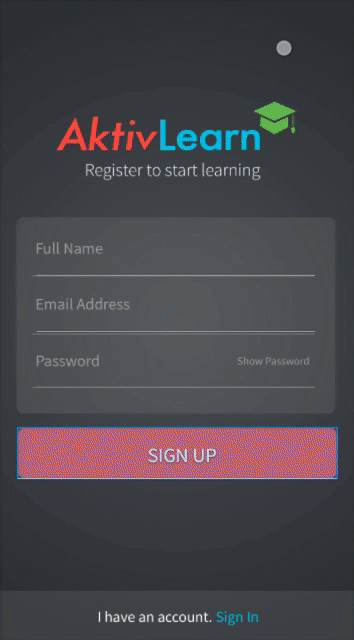 AktivLearn
Register to start learning
Full Name
Email Address
Password Show Password
SIGN UP
I have an account. Sign In